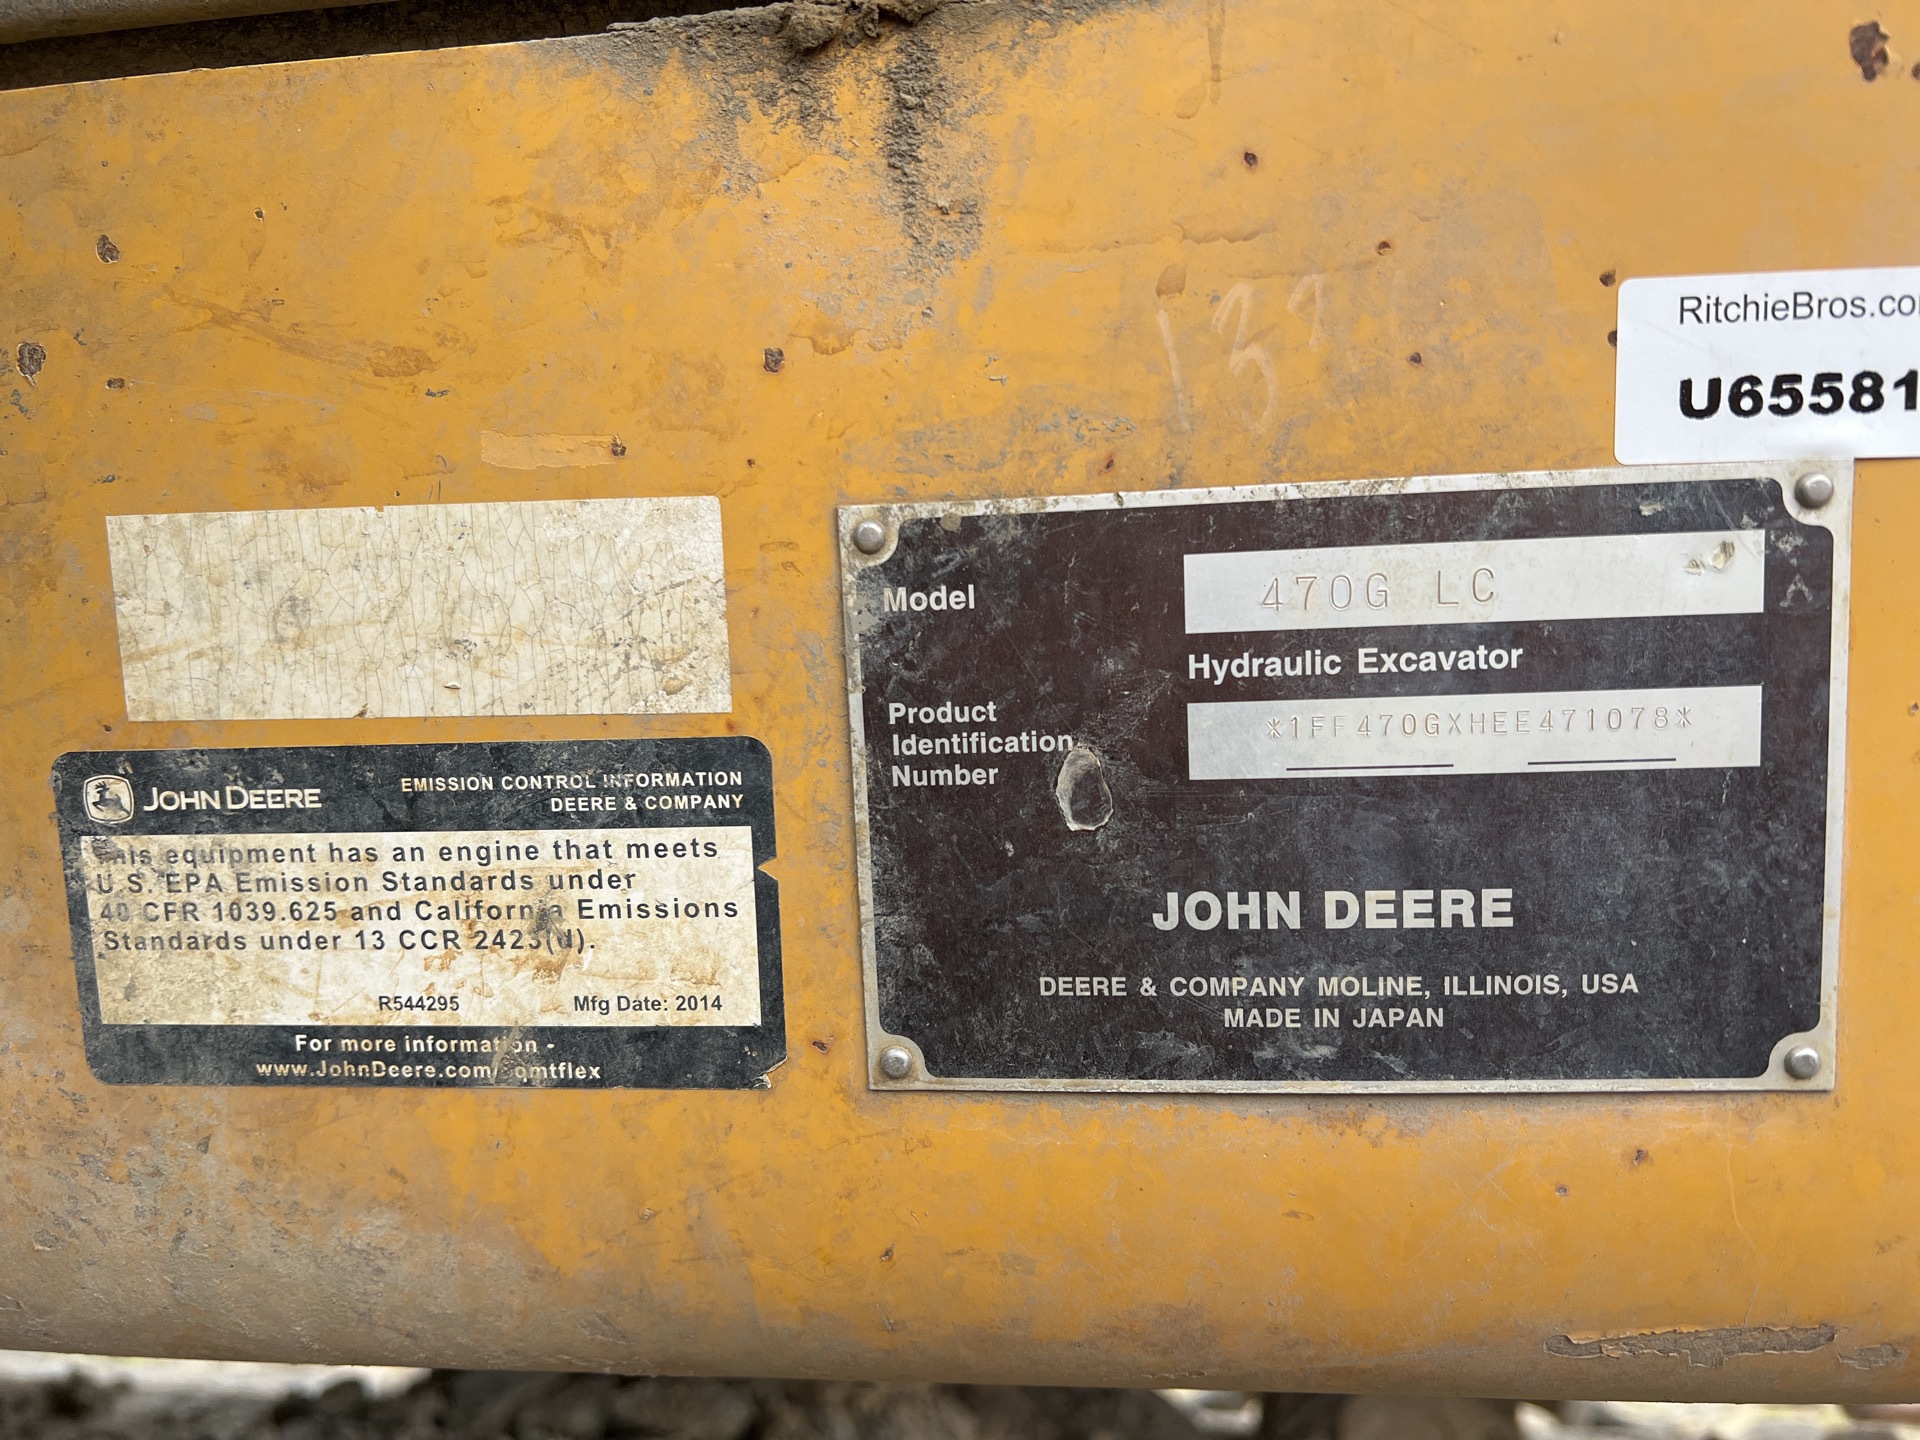 RitchieBros.co
U65581
Model
470G LC
Hydraulic Excavator
Product
Identification
Number
*1FF470GXHEE471078*
JOHN DEERE
DEERE & COMPANY MOLINE, ILLINOIS, USA
MADE IN JAPAN
JOHN DEERE
EMISSION CONTROL INFORMATION
DEERE & COMPANY
This equipment has an engine that meets
U.S. EPA Emission Standards under
40 CFR 1039.625 and California Emissions
Standards under 13 CCR 2423(d).
R544295
Mfg Date: 2014
For more information -